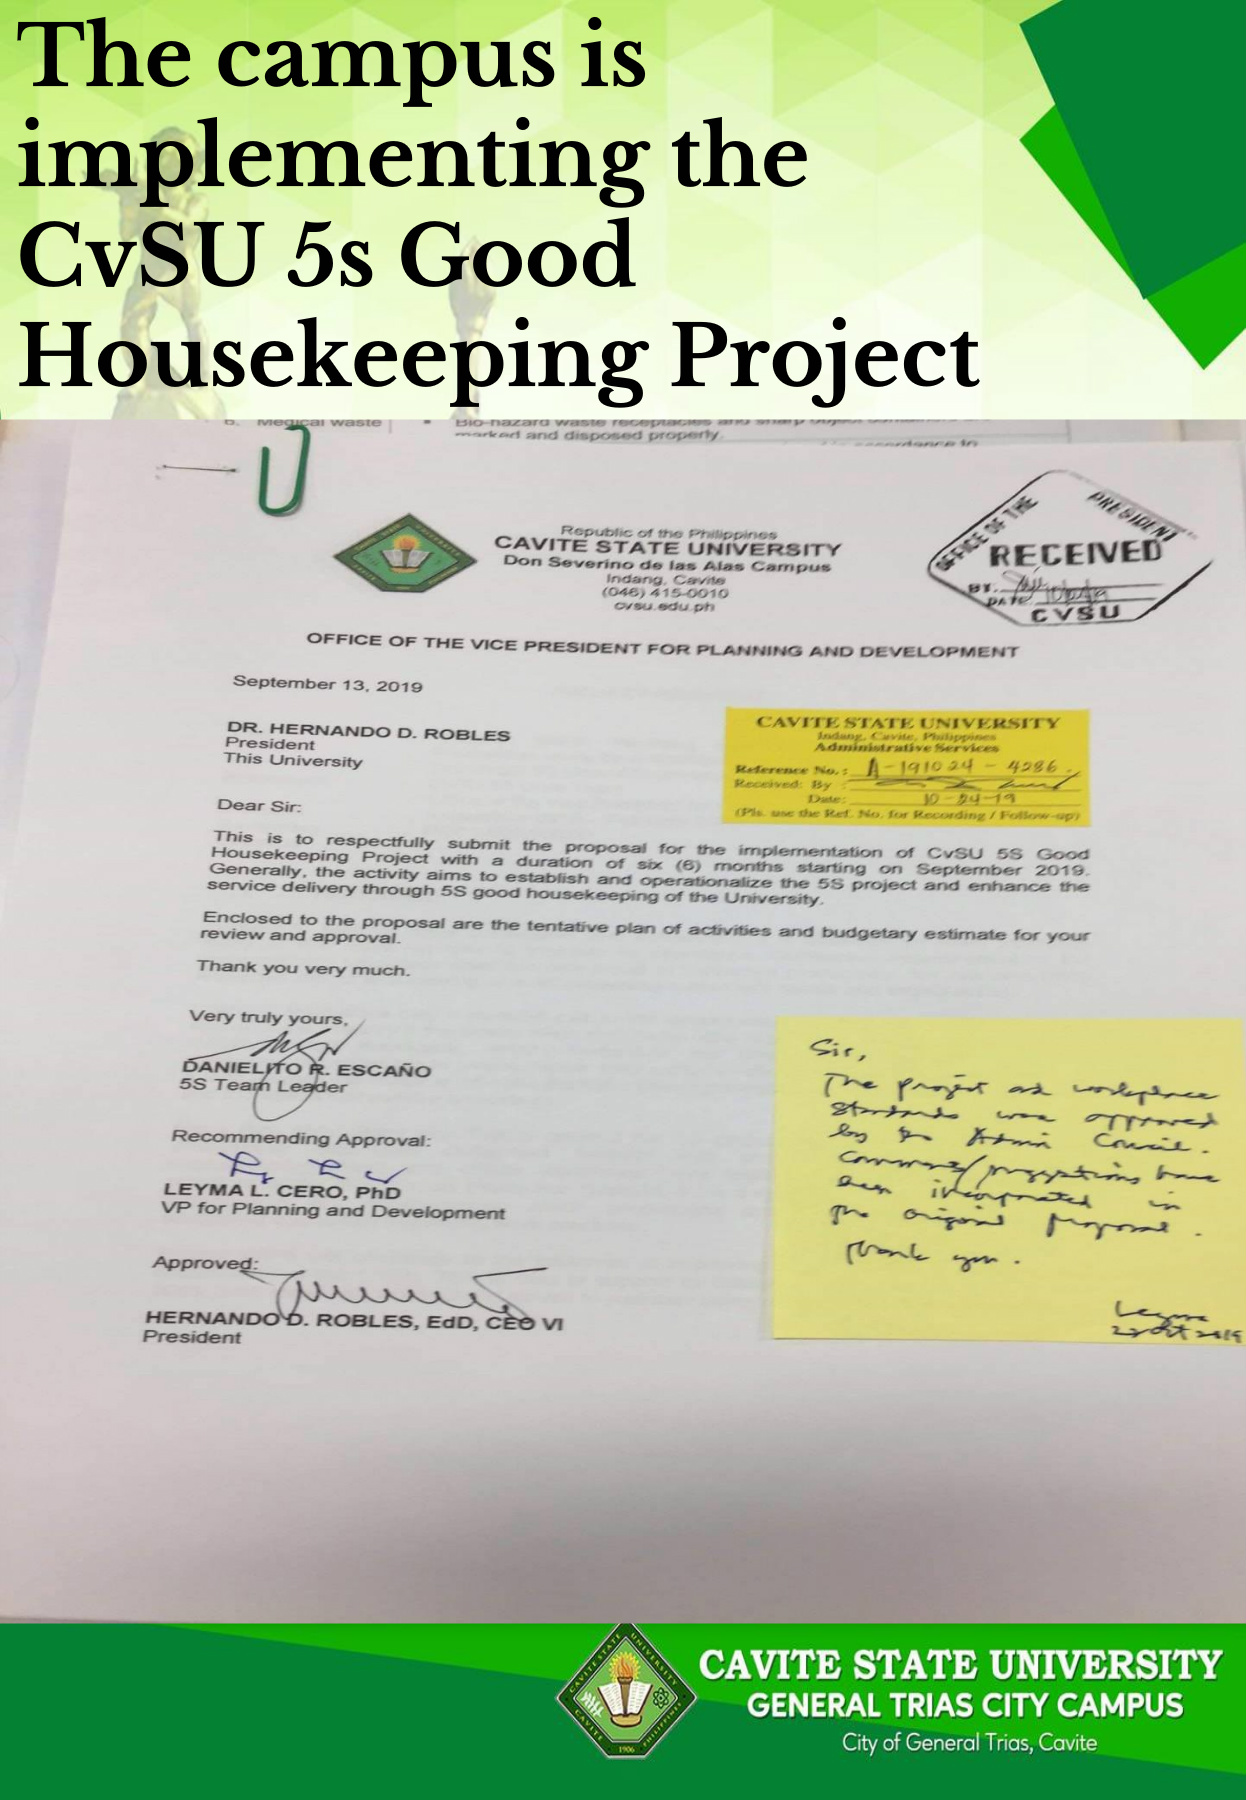 The campus is
implementing the
CvSU 5s Good
Housekeeping Project
b. Medical waste • Bio-hazard waste receptacles and sharp object
marked and disposed properly.
accordance in
Republic of the Philippines
CAVITE STATE UNIVERSITY
Don Severino de las Alas Campus
Indang, Cavite
(046) 415-0010
cvsu.edu.ph
OFFICE OF THE PRESIDENT
RECEIVED
BY:
DATE:
CVSU
OFFICE OF THE VICE PRESIDENT FOR PLANNING AND DEVELOPMENT
September 13, 2019
DR. HERNANDO D. ROBLES
President
This University
CAVITE STATE UNIVERSITY
Indang, Cavite, Philippines
Administrative Services
Reference No.: A-191024-4286
Received: By
Date: 10-24-19
(Pls. use the Ref. No. for Recording / Follow-up)
Dear Sir:
This is to respectfully submit the proposal for the implementation of CvSU 5S Good
Housekeeping Project with a duration of six (6) months starting on September 2019.
Generally, the activity aims to establish and operationalize the 5S project and enhance the
service delivery through 5S good housekeeping of the University.
Enclosed to the proposal are the tentative plan of activities and budgetary estimate for your
review and approval.
Thank you very much.
Very truly yours,
DANIELITO R. ESCAÑO
5S Team Leader
Recommending Approval:
LEYMA L. CERO, PhD
VP for Planning and Development
Approved:
HERNANDO D. ROBLES, EdD, CEO VI
President
Sir,
The project and workplace
standards was approved
by the Admin Council.
Comments/suggestions have
been incorporated in
the original proposal.
Thank you.
Leyma
22 Oct 2019
CAVITE STATE UNIVERSITY
CAVITE PHILIPPINES
1906
CAVITE STATE UNIVERSITY
GENERAL TRIAS CITY CAMPUS
City of General Trias, Cavite